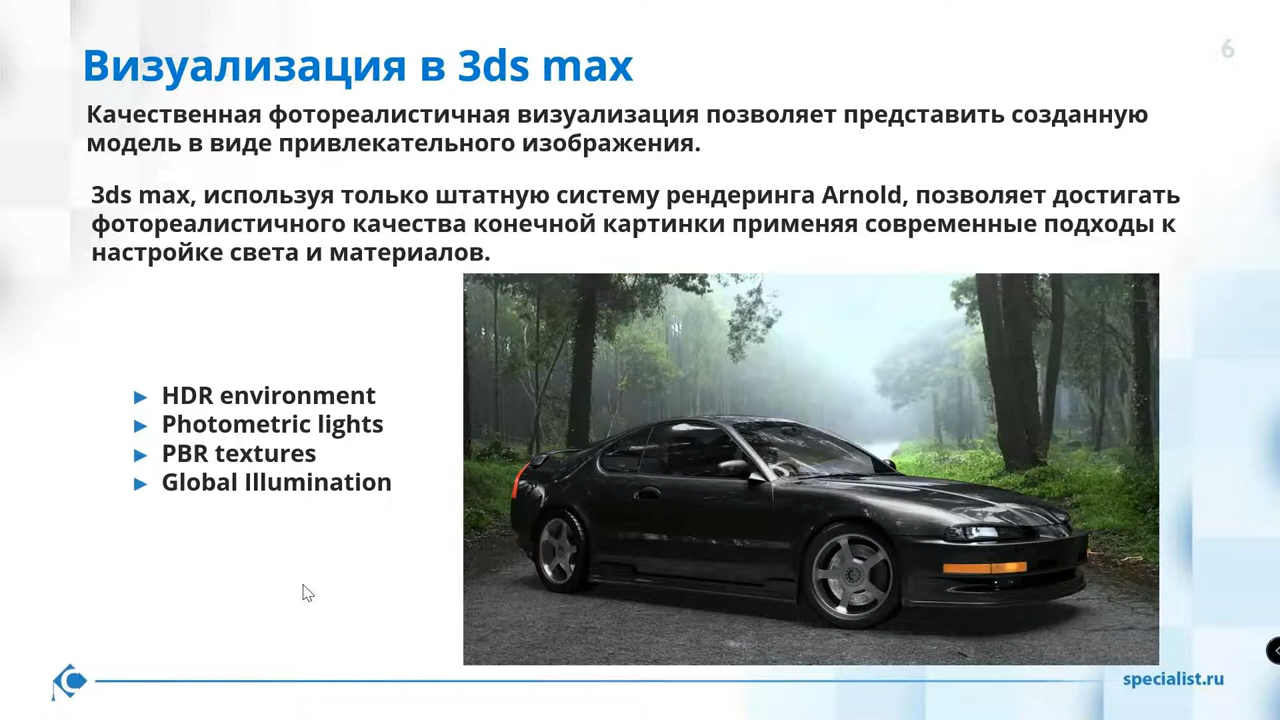 6
Визуализация в 3ds max
Качественная фотореалистичная визуализация позволяет представить созданную
модель в виде привлекательного изображения.
3ds max, используя только штатную систему рендеринга Arnold, позволяет достигать
фотореалистичного качества конечной картинки применяя современные подходы к
настройке света и материалов.
► HDR environment
► Photometric lights
► PBR textures
► Global Illumination
specialist.ru